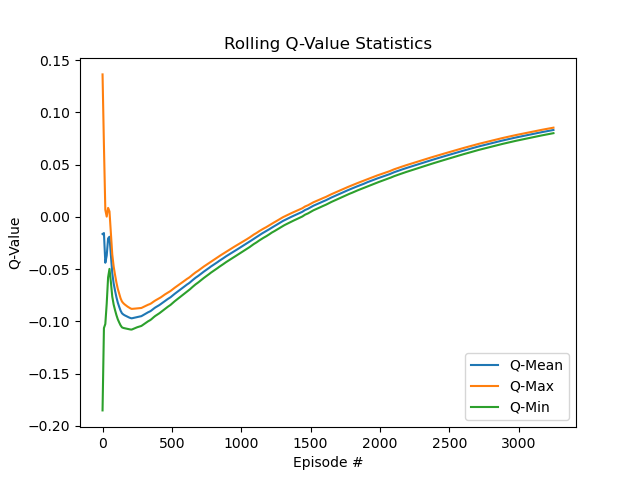 Rolling Q-Value Statistics
0.15
0.10
0.05
0.00
−0.05
−0.10
−0.15
−0.20
Q-Value
Q-Mean
Q-Max
Q-Min
0 500 1000 1500 2000 2500 3000
Episode #